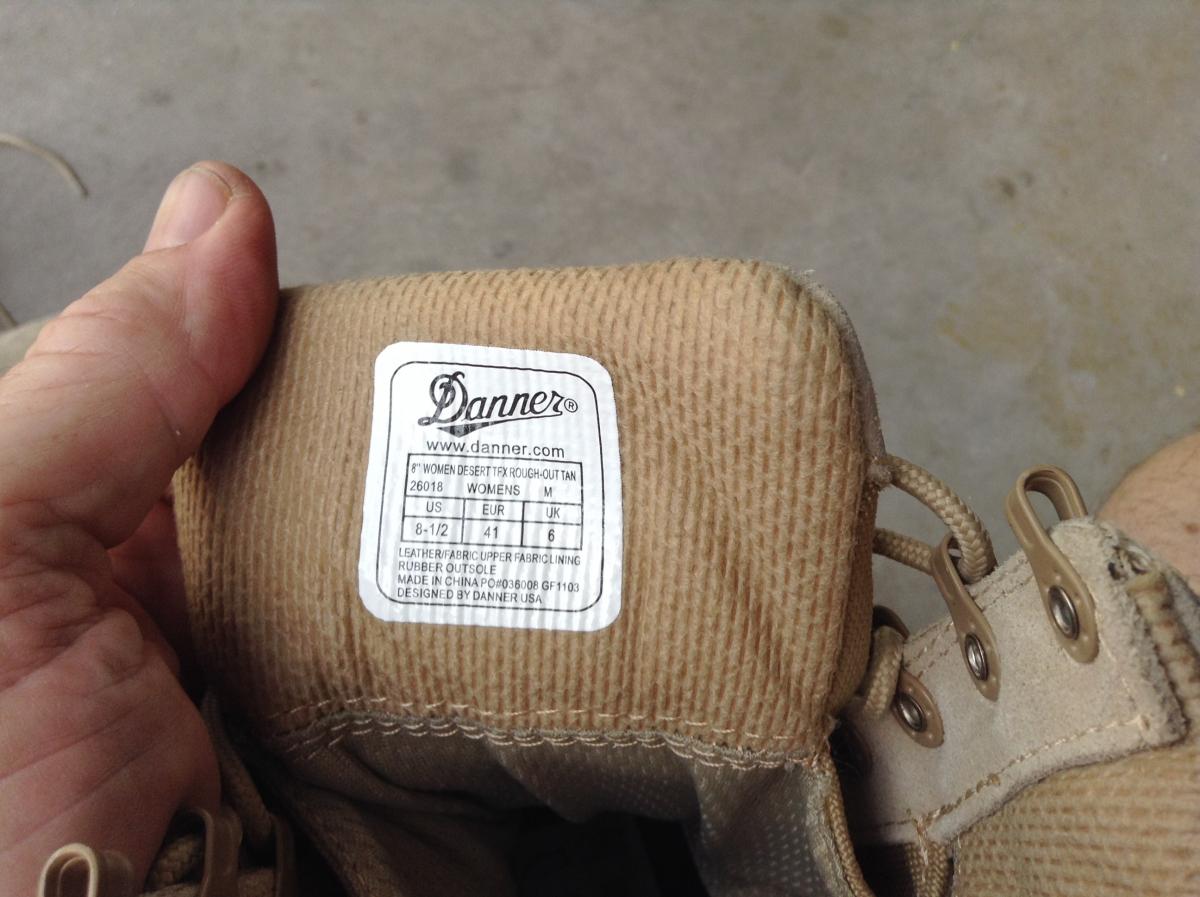 Danner®
www.danner.com
8" WOMEN DESERT TFX ROUGH-OUT TAN
26018 WOMENS M
US EUR UK
8-1/2 41 6
LEATHER/FABRIC UPPER FABRIC LINING
RUBBER OUTSOLE
MADE IN CHINA PO#036008 GF1103
DESIGNED BY DANNER USA